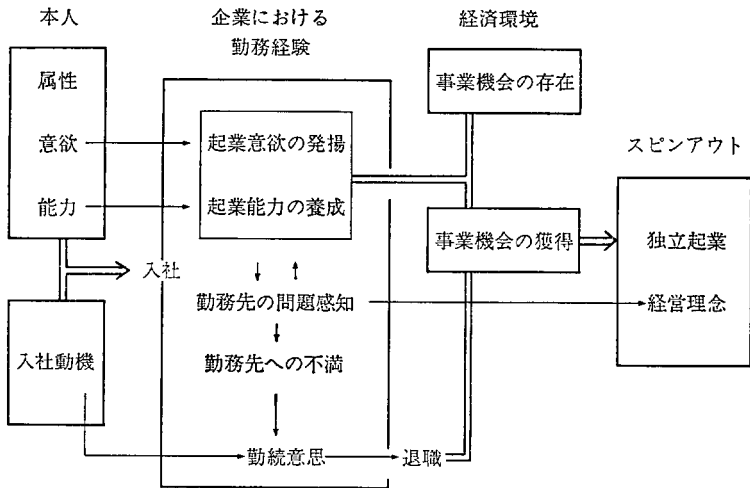 本人
属性
意欲
能力
入社動機
入社
企業における
勤務経験
起業意欲の発揚
起業能力の養成
勤務先の問題感知
勤務先への不満
勤続意思
退職
経済環境
事業機会の存在
事業機会の獲得
スピンアウト
独立起業
経営理念